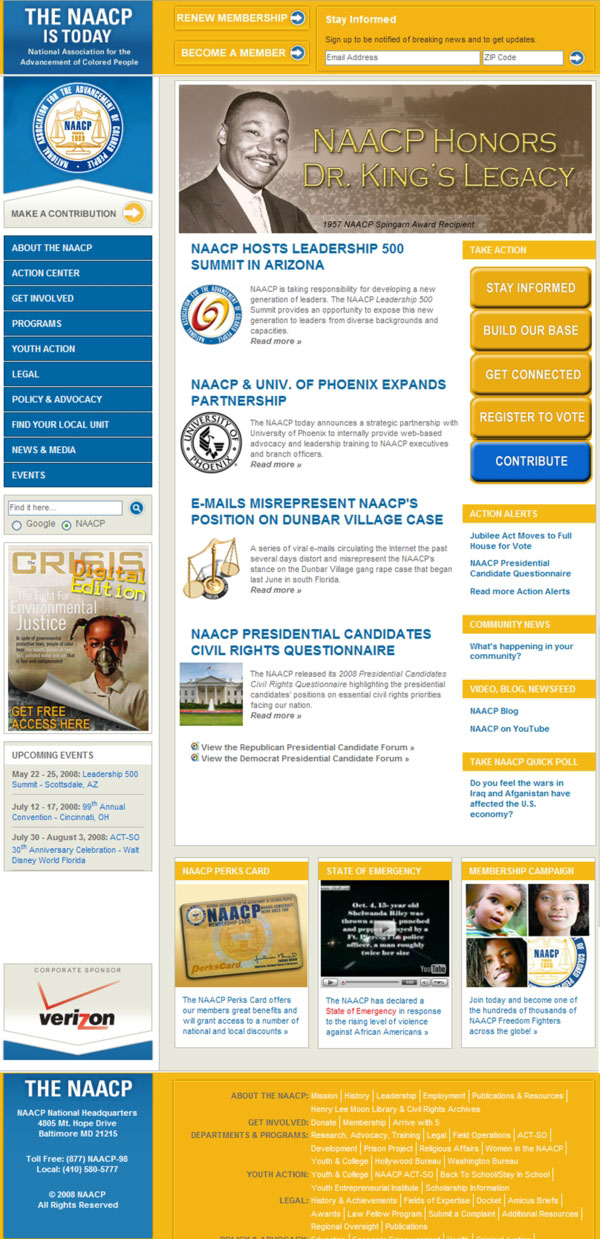 THE NAACP
IS TODAY
National Association for the
Advancement of Colored People
RENEW MEMBERSHIP
BECOME A MEMBER
Stay Informed
Sign up to be notified of breaking news and to get updates.
Email Address
ZIP Code
NATIONAL ASSOCIATION FOR THE ADVANCEMENT OF COLORED PEOPLE
NAACP
MAKE A CONTRIBUTION
ABOUT THE NAACP
ACTION CENTER
GET INVOLVED
PROGRAMS
YOUTH ACTION
LEGAL
POLICY & ADVOCACY
FIND YOUR LOCAL UNIT
NEWS & MEDIA
EVENTS
Find it here...
Google NAACP
CRISIS
Digital
Edition
The Fight For
Environmental
Justice
GET FREE
ACCESS HERE
UPCOMING EVENTS
May 22 - 25, 2008: Leadership 500
Summit - Scottsdale, AZ
July 12 - 17, 2008: 99th Annual
Convention - Cincinnati, OH
July 30 - August 3, 2008: ACT-SO
30th Anniversary Celebration - Walt
Disney World Florida
CORPORATE SPONSOR
verizon
NAACP HONORS
DR. KING'S LEGACY
1957 NAACP Spingarn Award Recipient
NAACP HOSTS LEADERSHIP 500
SUMMIT IN ARIZONA
NAACP is taking responsibility for developing a new
generation of leaders. The NAACP Leadership 500
Summit provides an opportunity to expose this new
generation to leaders from diverse backgrounds and
capacities.
Read more »
NAACP & UNIV. OF PHOENIX EXPANDS
PARTNERSHIP
UNIVERSITY OF PHOENIX
The NAACP today announces a strategic partnership with
University of Phoenix to internally provide web-based
advocacy and leadership training to NAACP executives
and branch officers.
Read more »
E-MAILS MISREPRESENT NAACP'S
POSITION ON DUNBAR VILLAGE CASE
A series of viral e-mails circulating the Internet the past
several days distort and misrepresent the NAACP's
stance on the Dunbar Village gang rape case that began
last June in south Florida.
Read more »
NAACP PRESIDENTIAL CANDIDATES
CIVIL RIGHTS QUESTIONNAIRE
The NAACP released its 2008 Presidential Candidates
Civil Rights Questionnaire highlighting the presidential
candidates' positions on essential civil rights priorities
facing our nation.
Read more »
View the Republican Presidential Candidate Forum »
View the Democrat Presidential Candidate Forum »
TAKE ACTION
STAY INFORMED
BUILD OUR BASE
GET CONNECTED
REGISTER TO VOTE
CONTRIBUTE
ACTION ALERTS
Jubilee Act Moves to Full
House for Vote
NAACP Presidential
Candidate Questionnaire
Read more Action Alerts
COMMUNITY NEWS
What's happening in your
community?
VIDEO, BLOG, NEWSFEED
NAACP Blog
NAACP on YouTube
TAKE NAACP QUICK POLL
Do you feel the wars in
Iraq and Afganistan have
affected the U.S.
economy?
NAACP PERKS CARD
NAACP
MEMBERSHIP CARD
PerksCard
The NAACP Perks Card offers
our members great benefits and
will grant access to a number of
national and local discounts »
STATE OF EMERGENCY
Oct. 4, 15- year old
Shelwanda Riley was
thrown around, punched
and pepper sprayed by a
Ft. Pierce police
officer, a man roughly
twice her size
YouTube
The NAACP has declared a
State of Emergency in response
to the rising level of violence
against African Americans »
MEMBERSHIP CAMPAIGN
NAACP
Join today and become one of
the hundreds of thousands of
NAACP Freedom Fighters
across the globe! »
THE NAACP
NAACP National Headquarters
4805 Mt. Hope Drive
Baltimore MD 21215
Toll Free: (877) NAACP-98
Local: (410) 580-5777
© 2008 NAACP
All Rights Reserved
ABOUT THE NAACP: Mission | History | Leadership | Employment | Publications & Resources |
Henry Lee Moon Library & Civil Rights Archives
GET INVOLVED: Donate | Membership | Arrive with 5
DEPARTMENTS & PROGRAMS: Research, Advocacy, Training | Legal | Field Operations | ACT-SO |
Development | Prison Project | Religious Affairs | Women in the NAACP |
Youth & College | Hollywood Bureau | Washington Bureau
YOUTH ACTION: Youth & College | NAACP ACT-SO | Back To School/Stay In School |
Youth Entrepreneurial Institute | Scholarship Information
LEGAL: History & Achievements | Fields of Expertise | Docket | Amicus Briefs |
Awards | Law Fellow Program | Submit a Complaint | Additional Resources |
Regional Oversight | Publications